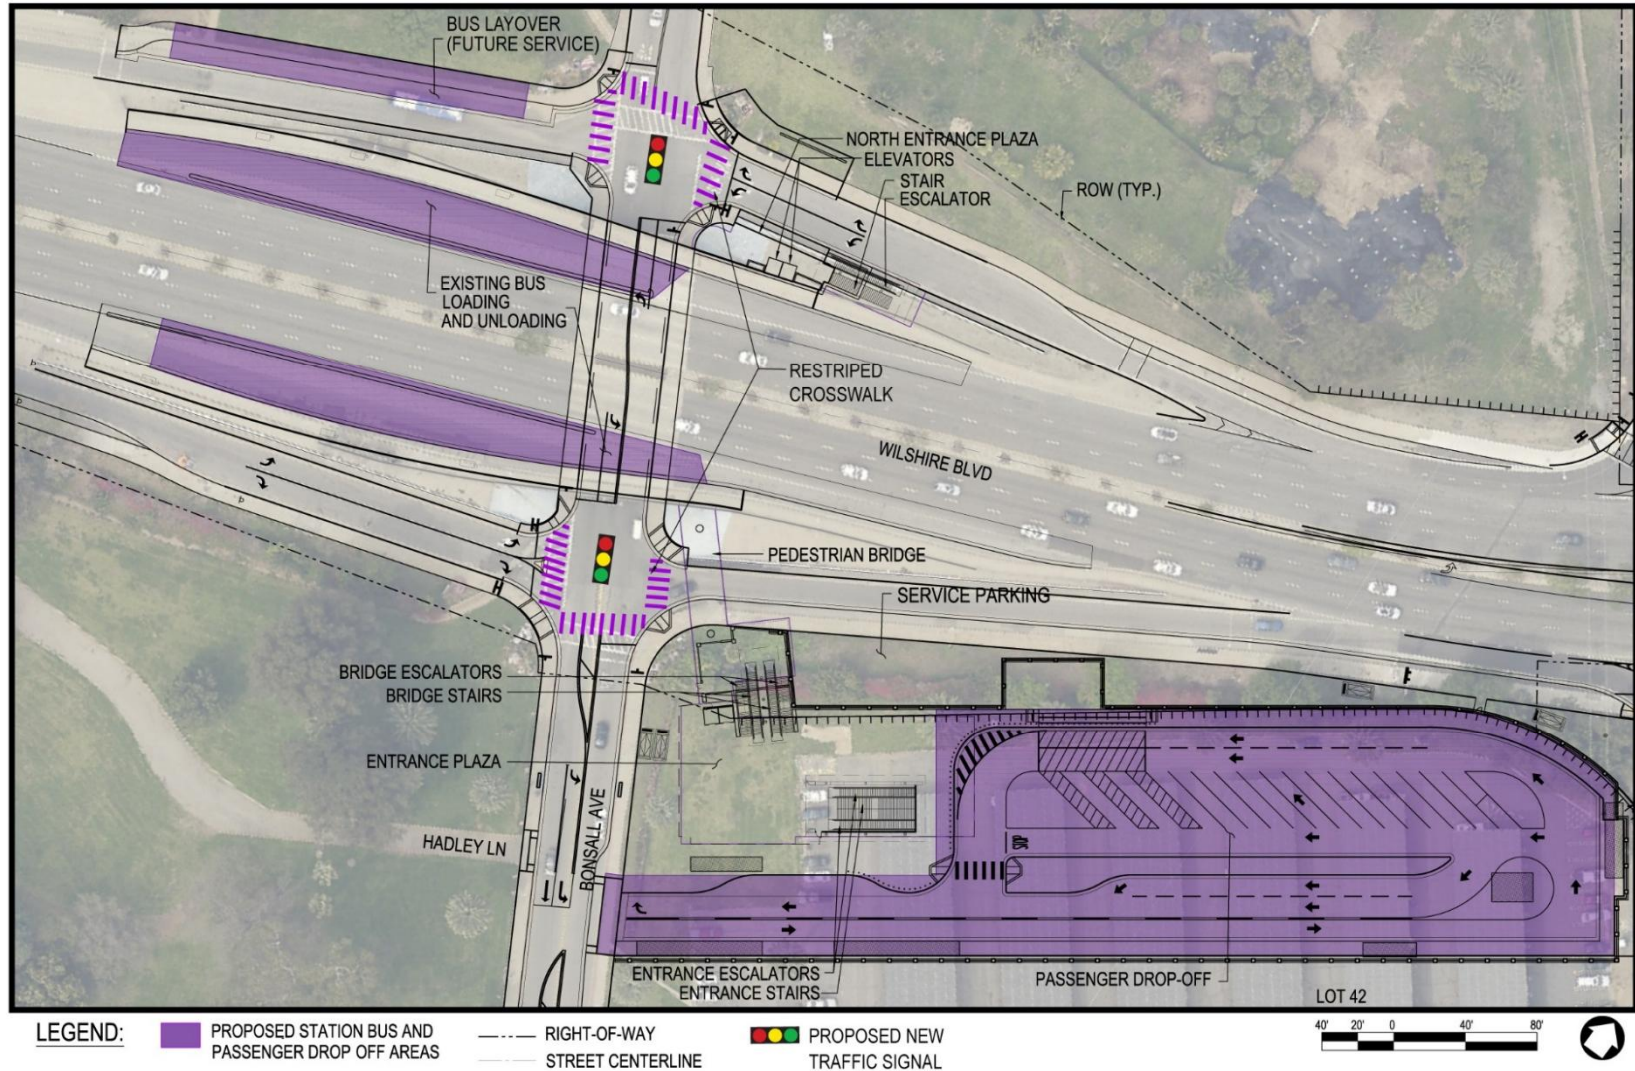 BUS LAYOVER
(FUTURE SERVICE)
NORTH ENTRANCE PLAZA
ELEVATORS
STAIR
ESCALATOR
ROW (TYP.)
EXISTING BUS
LOADING
AND UNLOADING
RESTRIPED
CROSSWALK
WILSHIRE BLVD
PEDESTRIAN BRIDGE
SERVICE PARKING
BRIDGE ESCALATORS
BRIDGE STAIRS
ENTRANCE PLAZA
HADLEY LN
BONSALL AVE
STOP
ENTRANCE ESCALATORS
ENTRANCE STAIRS
PASSENGER DROP-OFF
LOT 42
LEGEND:
PROPOSED STATION BUS AND
PASSENGER DROP OFF AREAS
RIGHT-OF-WAY
STREET CENTERLINE
PROPOSED NEW
TRAFFIC SIGNAL
40' 20' 0 40' 80'